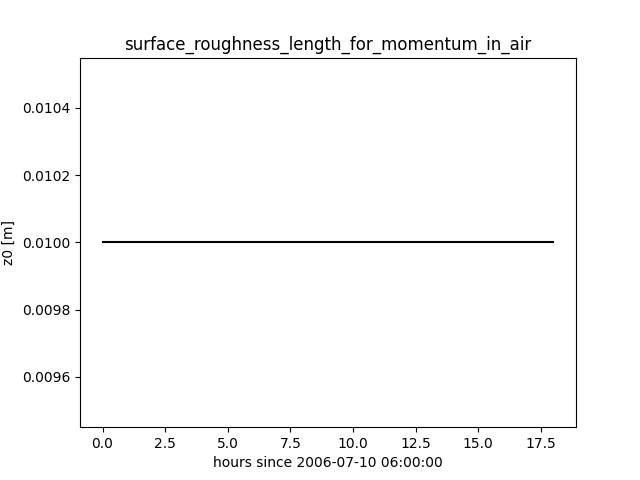 surface_roughness_length_for_momentum_in_air
z0 [m]
0.0104
0.0102
0.0100
0.0098
0.0096
0.0 2.5 5.0 7.5 10.0 12.5 15.0 17.5
hours since 2006-07-10 06:00:00